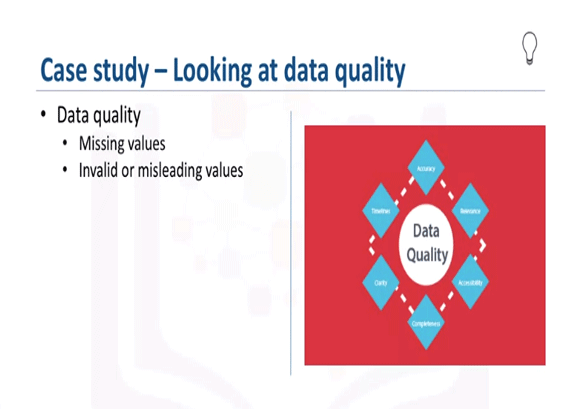 Case study – Looking at data quality
• Data quality
• Missing values
• Invalid or misleading values
Accuracy
Timelines
Relevance
Data
Quality
Clarity
Accessibility
Completeness